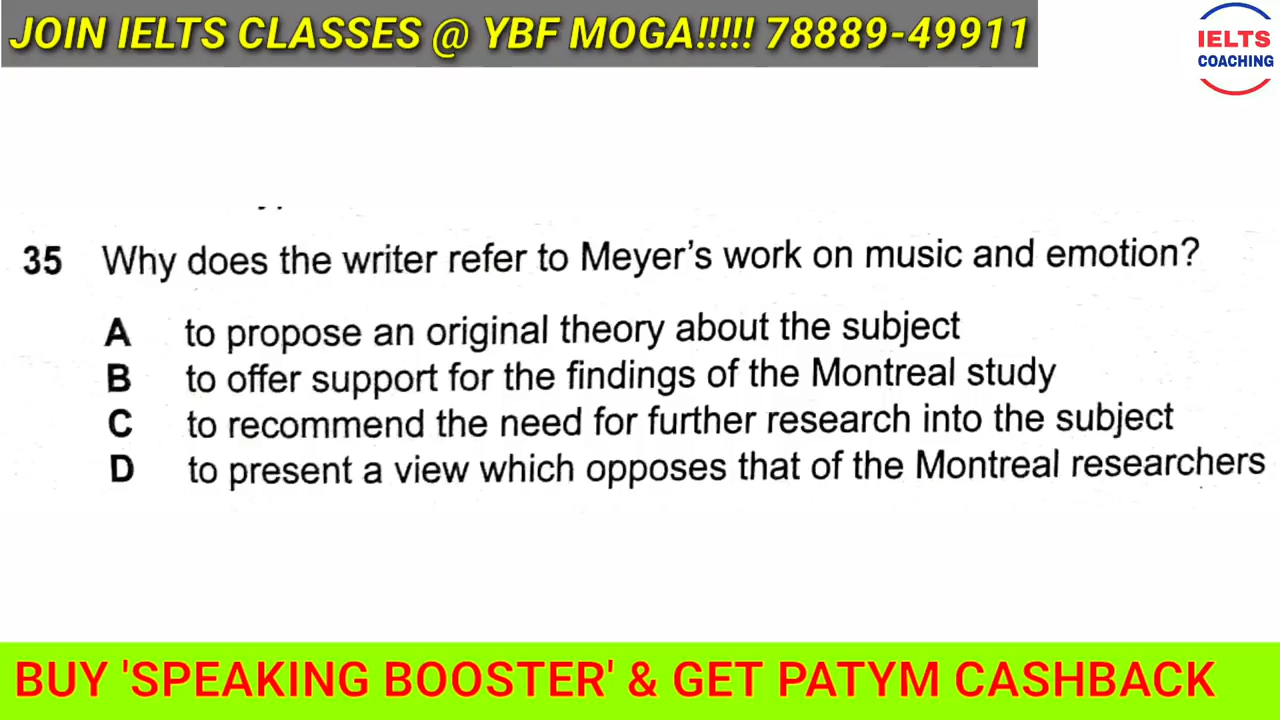 JOIN IELTS CLASSES @ YBF MOGA!!!!! 78889-49911
IELTS
COACHING
35 Why does the writer refer to Meyer's work on music and emotion?
A to propose an original theory about the subject
B to offer support for the findings of the Montreal study
C to recommend the need for further research into the subject
D to present a view which opposes that of the Montreal researchers
BUY 'SPEAKING BOOSTER' & GET PATYM CASHBACK